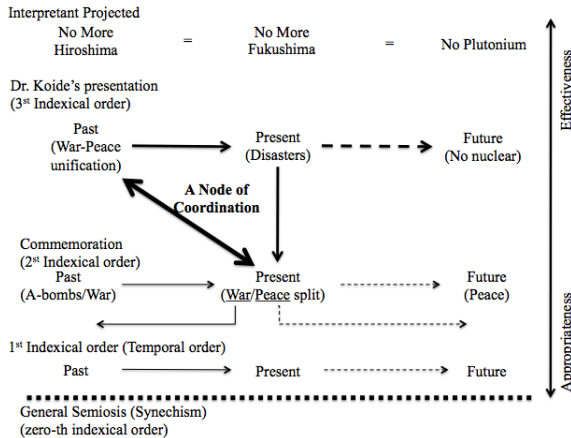 Interpretant Projected
No More = No More = No Plutonium
Hiroshima Fukushima
Dr. Koide's presentation
(3st Indexical order)
Past Present Future
(War-Peace (Disasters) (No nuclear)
unification)
A Node of
Coordination
Commemoration
(2st Indexical order)
Past Present Future
(A-bombs/War) (War/Peace split) (Peace)
1st Indexical order (Temporal order)
Past Present Future
General Semiosis (Synechism)
(zero-th indexical order)
Effectiveness
Appropriateness